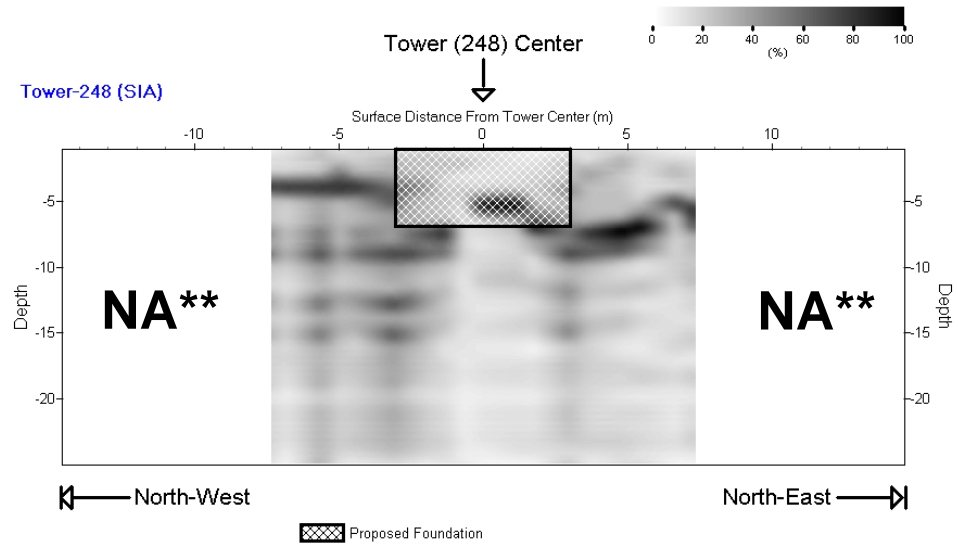 0 20 40 60 80 100
(%)
Tower (248) Center
Tower-248 (SIA)
Surface Distance From Tower Center (m)
-10 -5 0 5 10
-5 -5
-10 -10
NA** NA**
Depth Depth
-15 -15
-20 -20
North-West North-East
Proposed Foundation